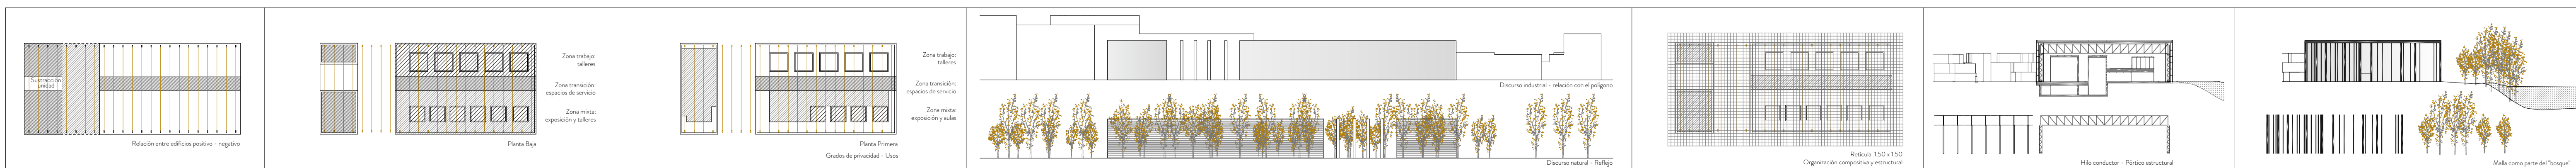 Sustracción
unidad
Relación entre edificios positivo - negativo
Zona trabajo:
talleres
Zona transición:
espacios de servicio
Zona mixta:
exposición y talleres
Planta Baja
Zona trabajo:
talleres
Zona transición:
espacios de servicio
Zona mixta:
exposición y aulas
Planta Primera
Grados de privacidad - Usos
Discurso industrial - relación con el polígono
Discurso natural - Reflejo
Retícula 1.50 x 1.50
Organización compositiva y estructural
Hilo conductor - Pórtico estructural
Malla como parte del "bosque"